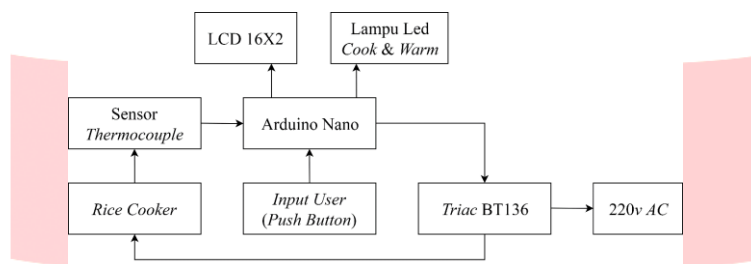 LCD 16X2
Lampu Led
Cook & Warm
Sensor
Thermocouple
Arduino Nano
Rice Cooker
Input User
(Push Button)
Triac BT136
220v AC